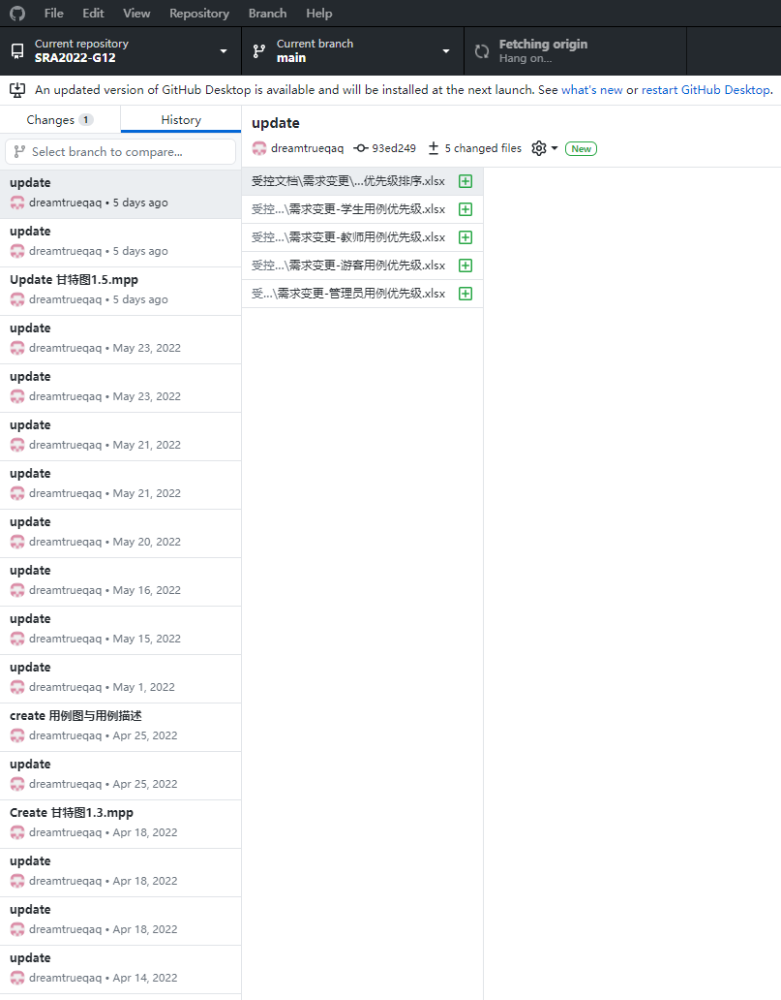 File Edit View Repository Branch Help
Current repository
SRA2022-G12
Current branch
main
Fetching origin
Hang on...
An updated version of GitHub Desktop is available and will be installed at the next launch. See what's new or restart GitHub Desktop.
Changes 1 History
Select branch to compare...
update
dreamtrueqaq • 5 days ago
update
dreamtrueqaq • 5 days ago
Update 甘特图1.5.mpp
dreamtrueqaq • 5 days ago
update
dreamtrueqaq • May 23, 2022
update
dreamtrueqaq • May 23, 2022
update
dreamtrueqaq • May 21, 2022
update
dreamtrueqaq • May 21, 2022
update
dreamtrueqaq • May 20, 2022
update
dreamtrueqaq • May 16, 2022
update
dreamtrueqaq • May 15, 2022
update
dreamtrueqaq • May 1, 2022
create 用例图与用例描述
dreamtrueqaq • Apr 25, 2022
update
dreamtrueqaq • Apr 25, 2022
Create 甘特图1.3.mpp
dreamtrueqaq • Apr 18, 2022
update
dreamtrueqaq • Apr 18, 2022
update
dreamtrueqaq • Apr 18, 2022
update
dreamtrueqaq • Apr 14, 2022
update
dreamtrueqaq 93ed249 5 changed files New
受控文档\需求变更\...优先级排序.xlsx
受控...\需求变更-学生用例优先级.xlsx
受控...\需求变更-教师用例优先级.xlsx
受控...\需求变更-游客用例优先级.xlsx
受...\需求变更-管理员用例优先级.xlsx